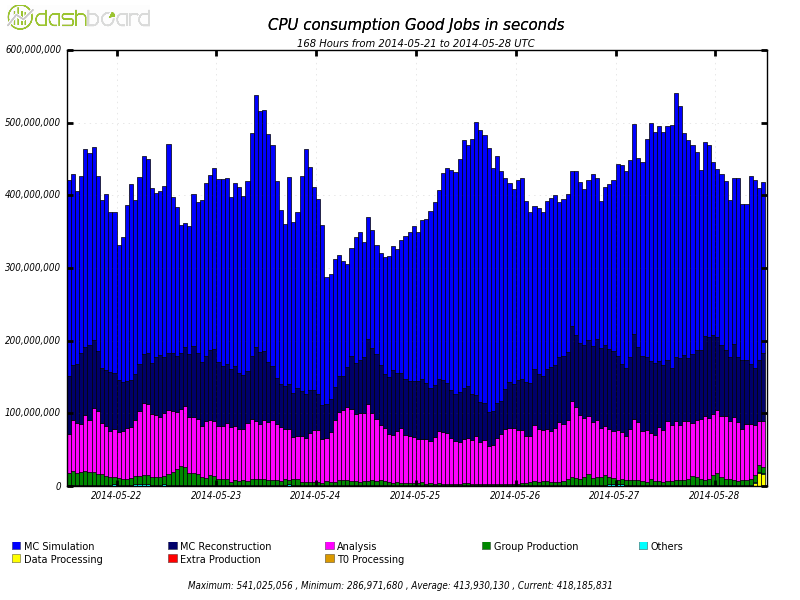 dashboard
CPU consumption Good Jobs in seconds
168 Hours from 2014-05-21 to 2014-05-28 UTC
600,000,000
500,000,000
400,000,000
300,000,000
200,000,000
100,000,000
0
2014-05-22 2014-05-23 2014-05-24 2014-05-25 2014-05-26 2014-05-27 2014-05-28
MC Simulation MC Reconstruction Analysis Group Production Others
Data Processing Extra Production T0 Processing
Maximum: 541,025,056 , Minimum: 286,971,680 , Average: 413,930,130 , Current: 418,185,831